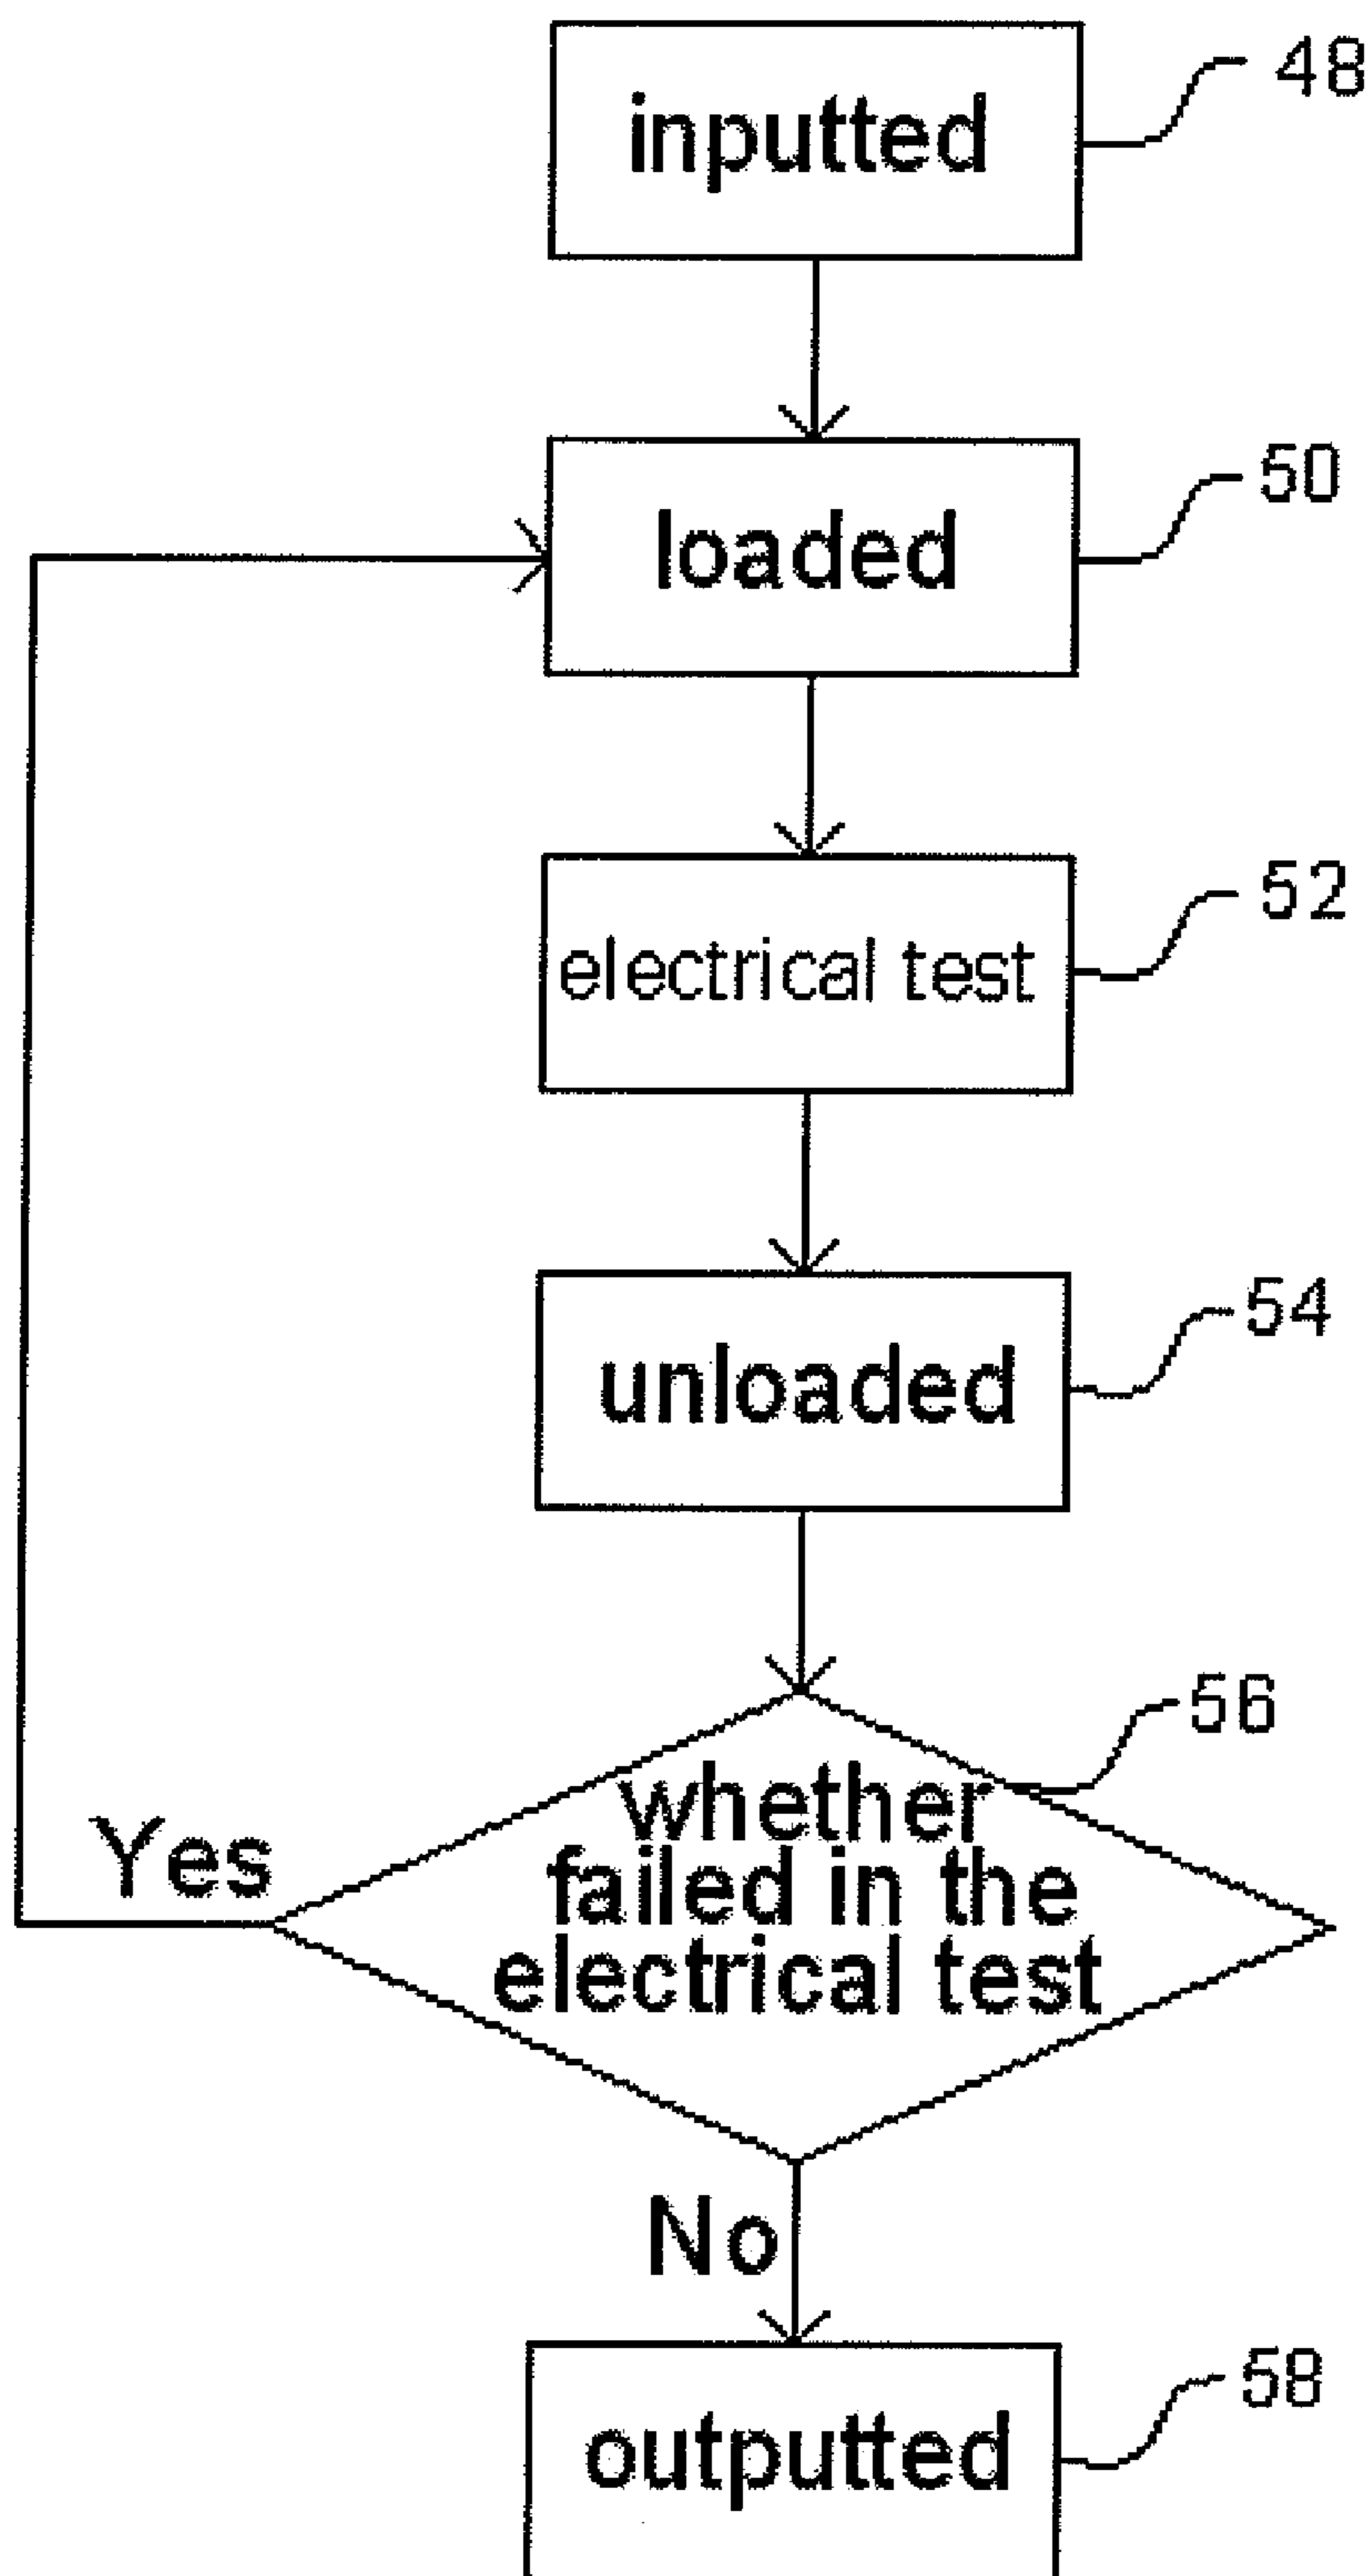 inputted
48
loaded
50
electrical test
52
unloaded
54
56
whether
failed in the
electrical test
Yes
No
outputted
58